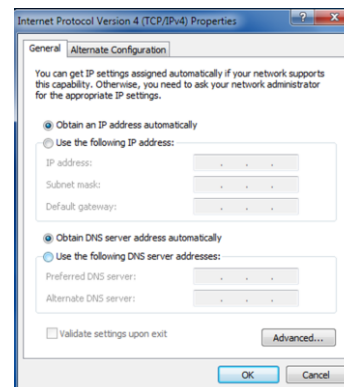 Internet Protocol Version 4 (TCP/IPv4) Properties
General
Alternate Configuration
You can get IP settings assigned automatically if your network supports
this capability. Otherwise, you need to ask your network administrator
for the appropriate IP settings.
Obtain an IP address automatically
Use the following IP address:
IP address:
Subnet mask:
Default gateway:
Obtain DNS server address automatically
Use the following DNS server addresses:
Preferred DNS server:
Alternate DNS server:
Validate settings upon exit
Advanced...
OK
Cancel